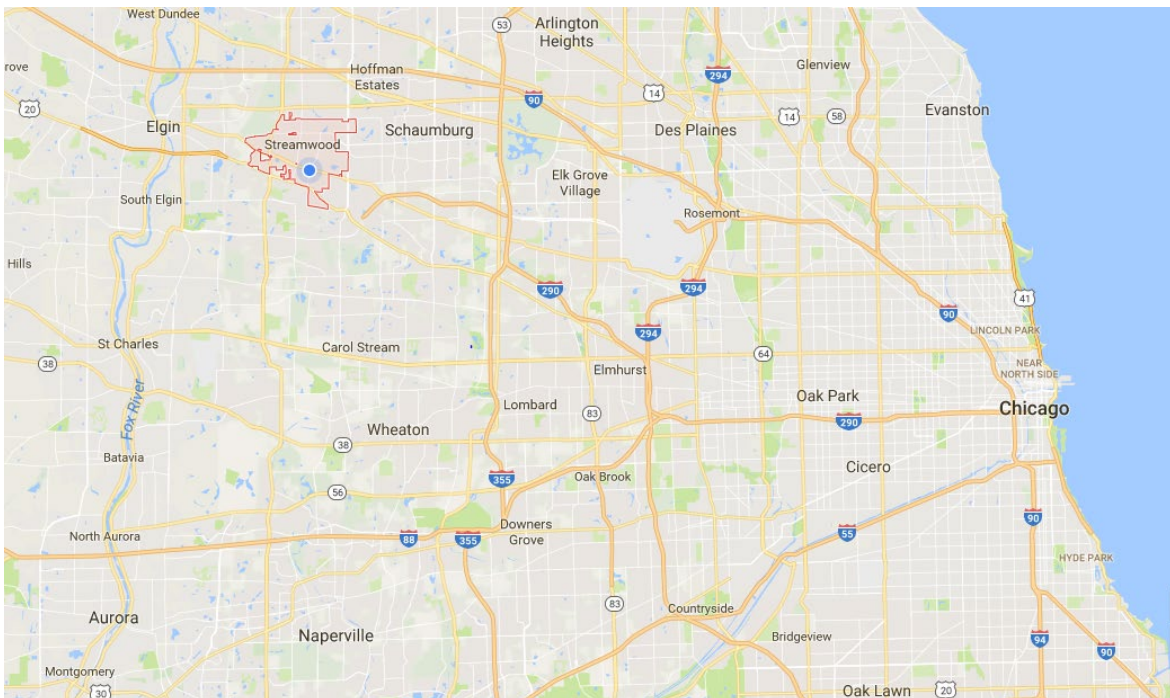 West Dundee
53
Arlington
Heights
Glenview
Hoffman
Estates
294
rove
20
90
14
14
58
Evanston
Elgin
Schaumburg
Des Plaines
Streamwood
Elk Grove
Village
South Elgin
Rosemont
Hills
290
294
41
90
294
LINCOLN PARK
St Charles
Carol Stream
64
38
Elmhurst
NEAR
NORTH SIDE
Fox River
Lombard
83
Oak Park
Chicago
290
Wheaton
38
Batavia
Cicero
355
Oak Brook
56
90
North Aurora
88
355
Downers
Grove
55
HYDE PARK
83
Countryside
Aurora
Naperville
Bridgeview
94
90
Montgomery
30
Oak Lawn
20